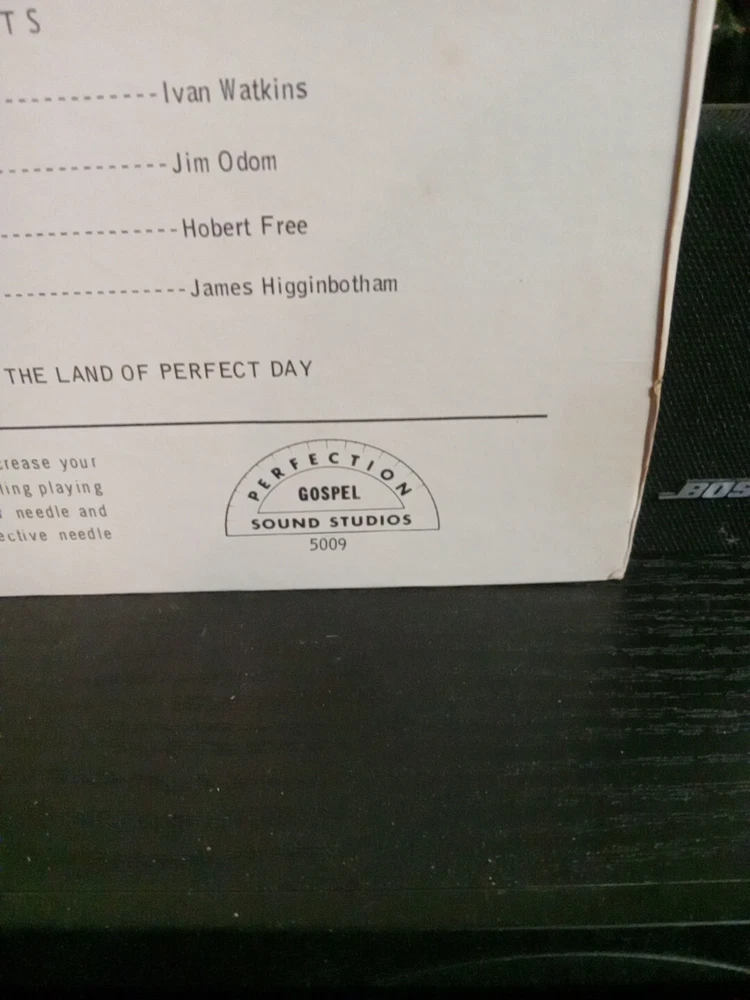 TS
------------Ivan Watkins
--------------Jim Odom
---------------Hobert Free
----------------James Higginbotham
THE LAND OF PERFECT DAY
crease your
ling playing
needle and
ective needle
PERFECTION
GOSPEL
SOUND STUDIOS
5009